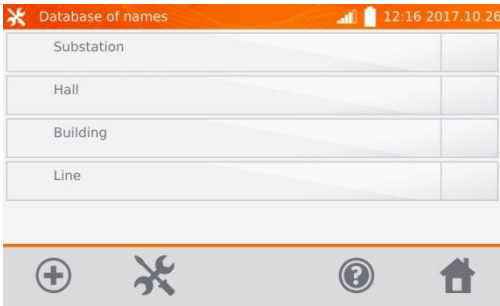 Database of names 12:16 2017.10.26
Substation
Hall
Building
Line